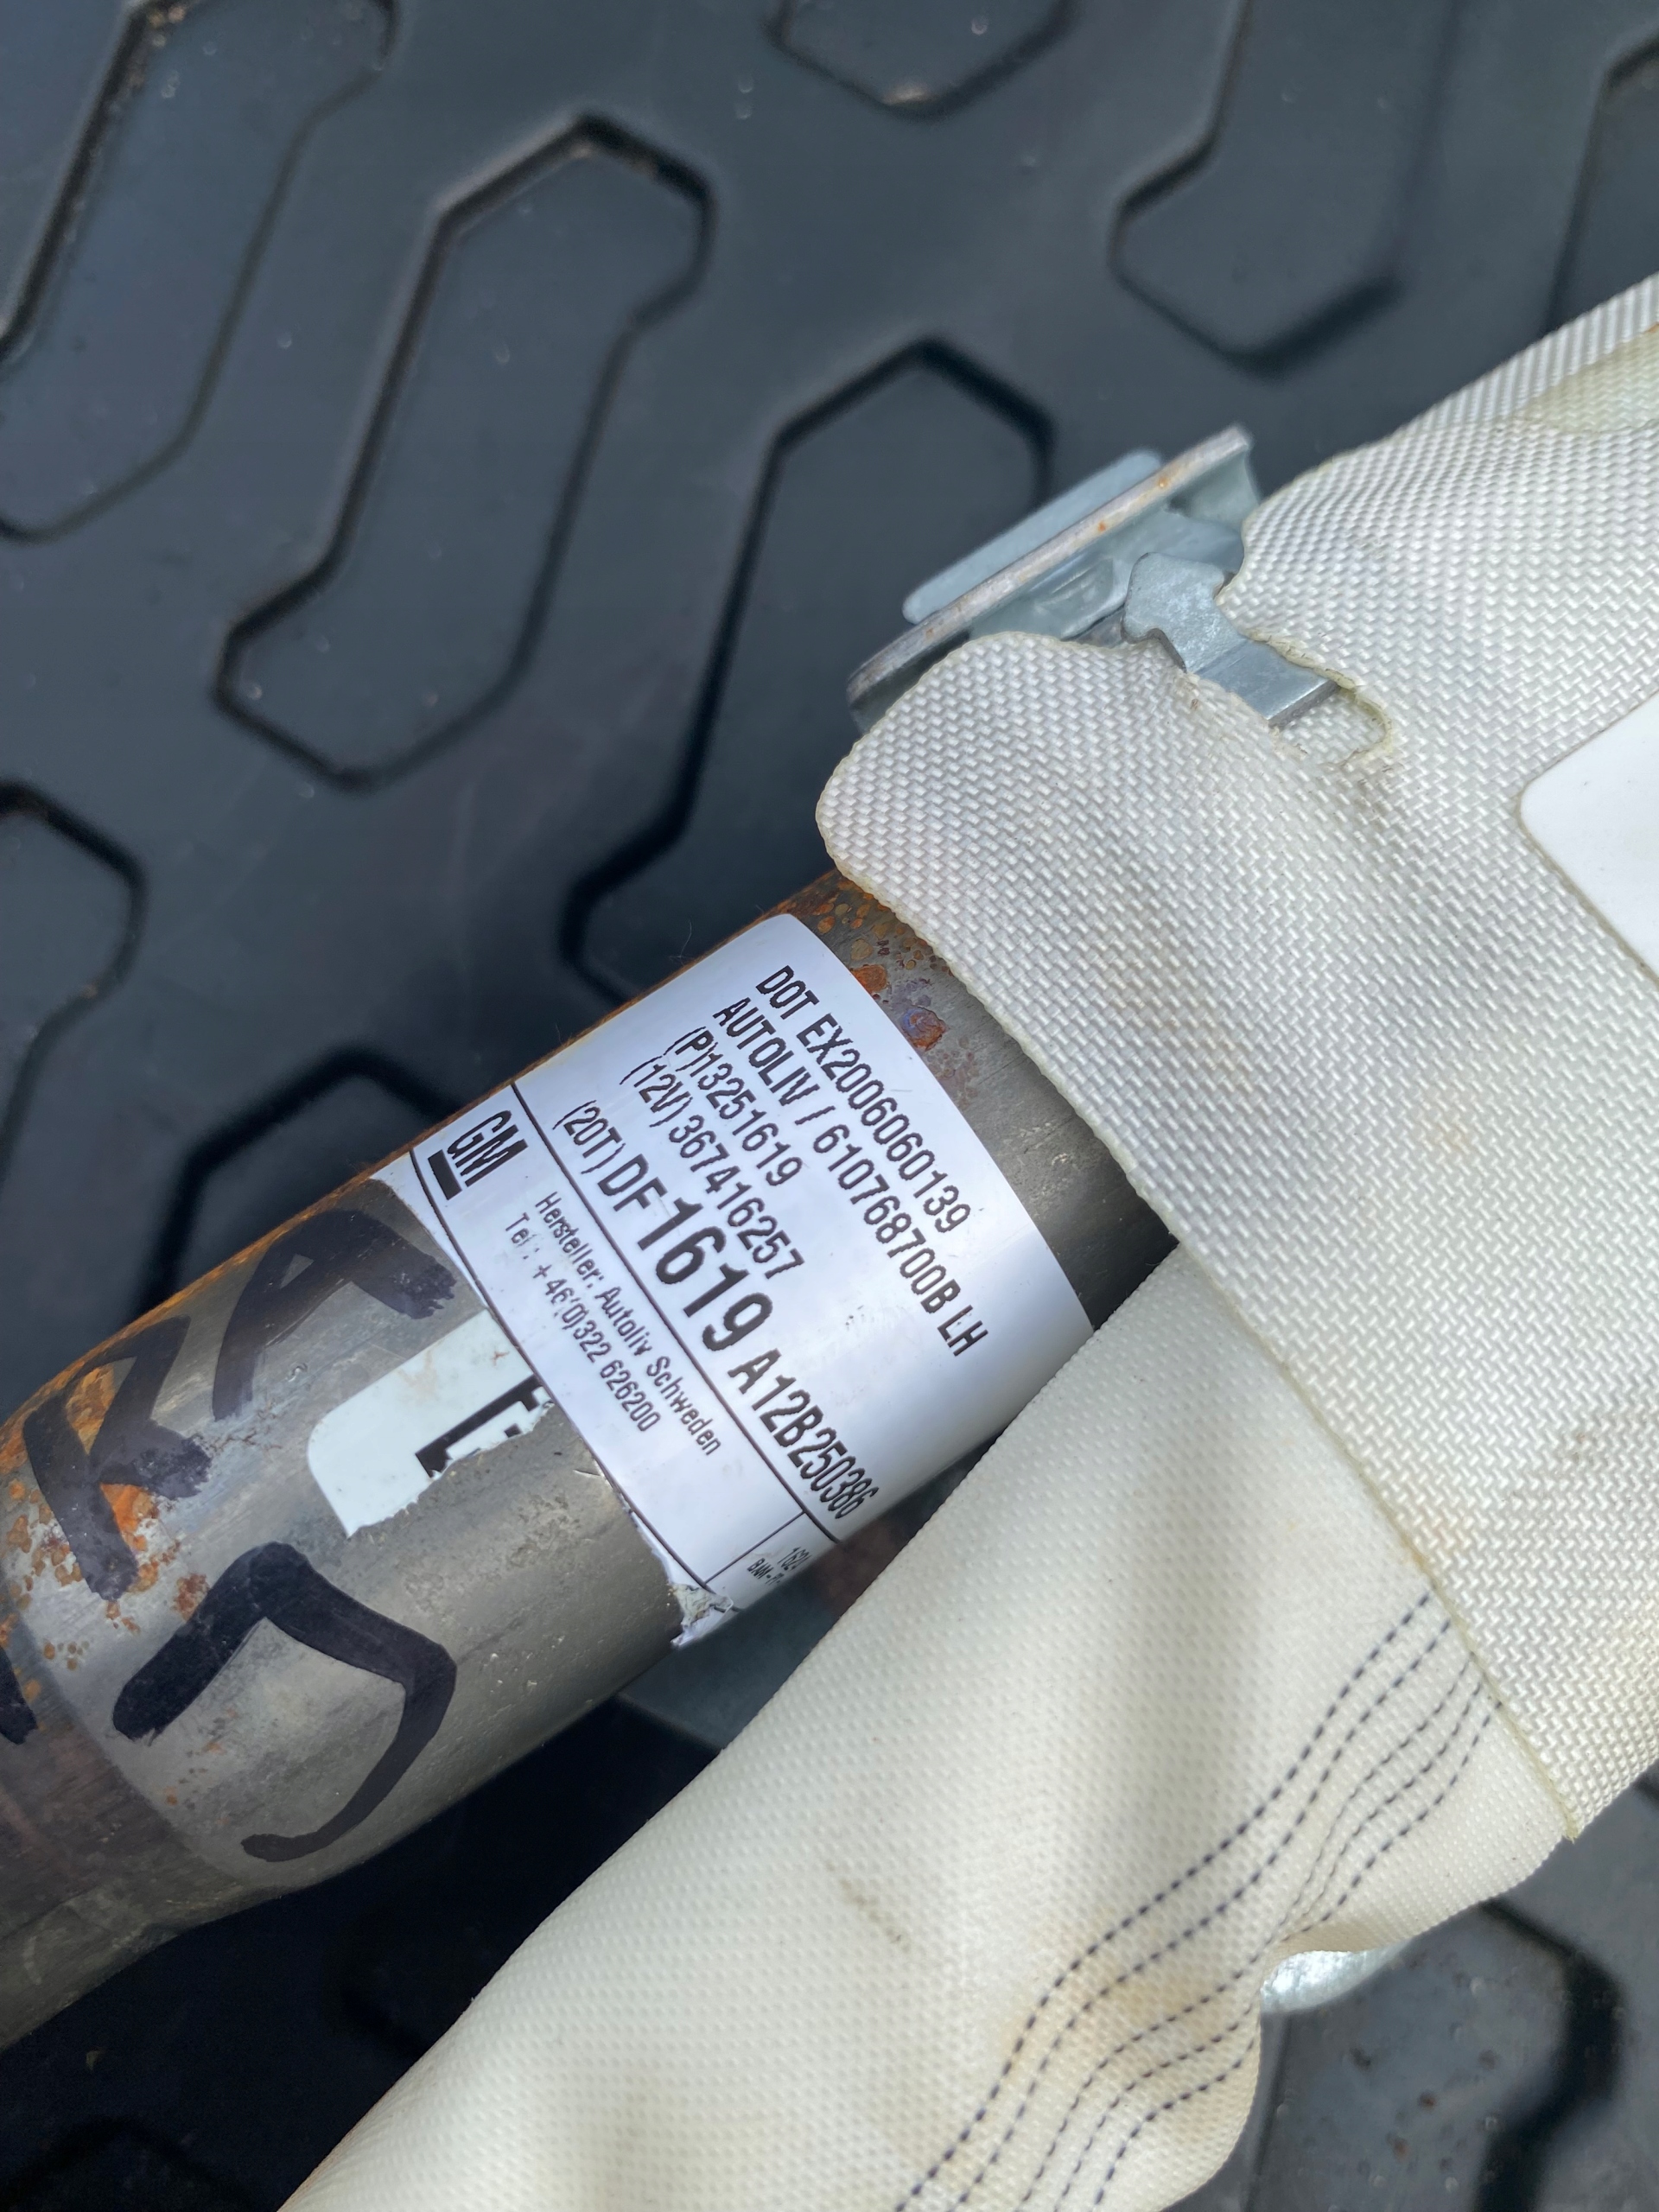 DOT EX2006060139
AUTOLIV / 610768700B LH
(P)13251619
(12V) 367416257
(20T) DF1619 A12B250386
GM
Hersteller: Autoliv Schweden
Tel.: +46(0)322 626200